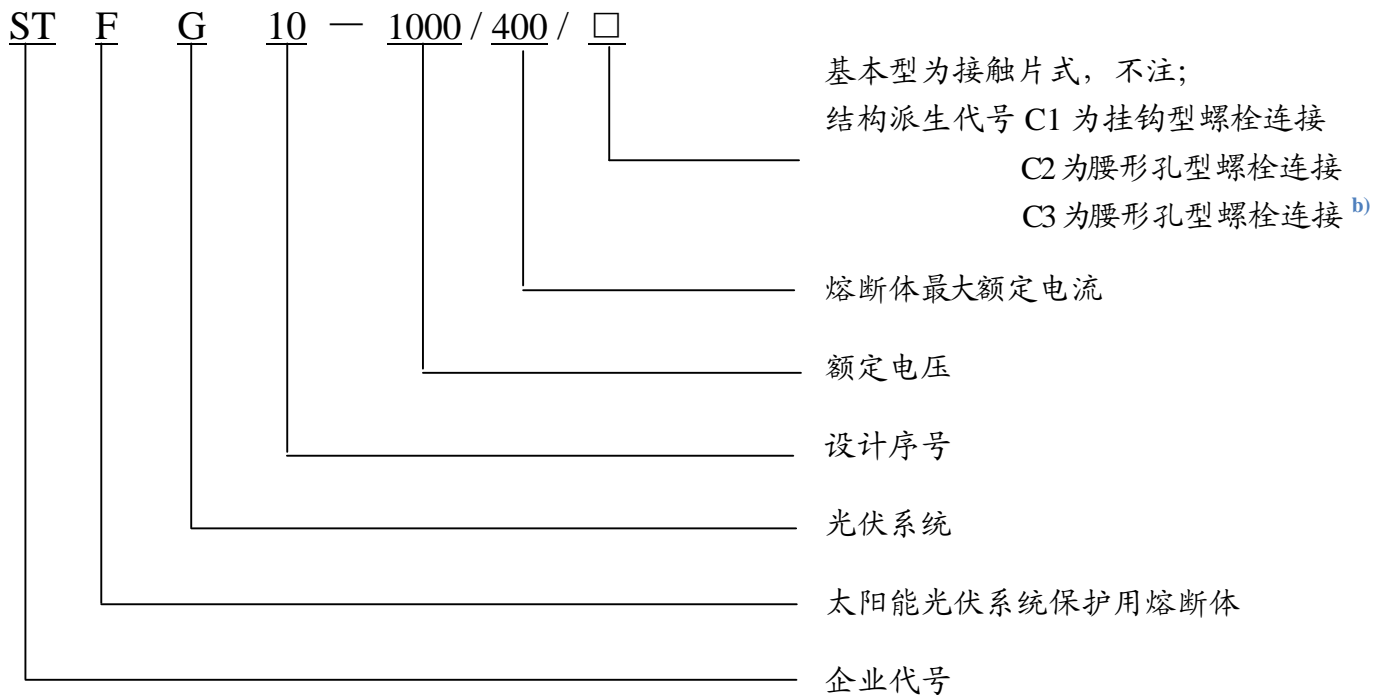 ST F G 10 － 1000 / 400 / □
基本型为接触片式，不注；
结构派生代号 C1 为挂钩型螺栓连接
C2 为腰形孔型螺栓连接
C3 为腰形孔型螺栓连接 b)
熔断体最大额定电流
额定电压
设计序号
光伏系统
太阳能光伏系统保护用熔断体
企业代号